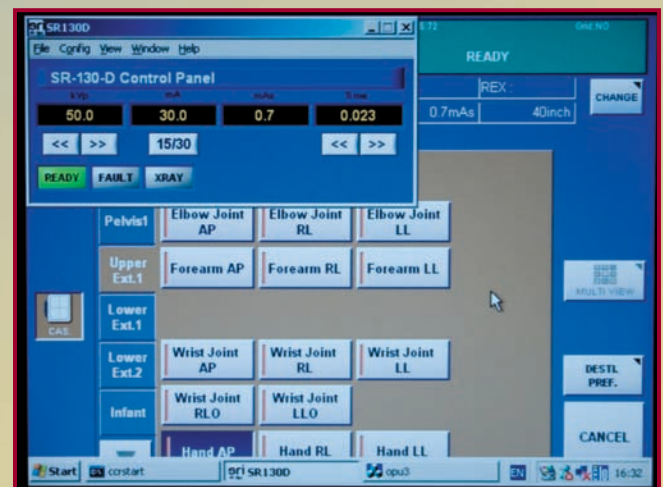 SR130D
File Config View Window Help
SR-130-D Control Panel
kVp mA mAs Time
50.0 30.0 0.7 0.023
<< >> 15/30 << >>
READY FAULT XRAY
READY
REX :
0.7mAs 40inch
CHANGE
Pelvis1
Elbow Joint AP
Elbow Joint RL
Elbow Joint LL
Upper Ext.1
Forearm AP
Forearm RL
Forearm LL
MULTI VIEW
CAS.
Lower Ext.1
Lower Ext.2
Wrist Joint AP
Wrist Joint RL
Wrist Joint LL
DESTI. PREF.
Infant
Wrist Joint RLO
Wrist Joint LLO
Hand AP
Hand RL
Hand LL
CANCEL
Start ccrstart SR130D opu3 EN 16:32